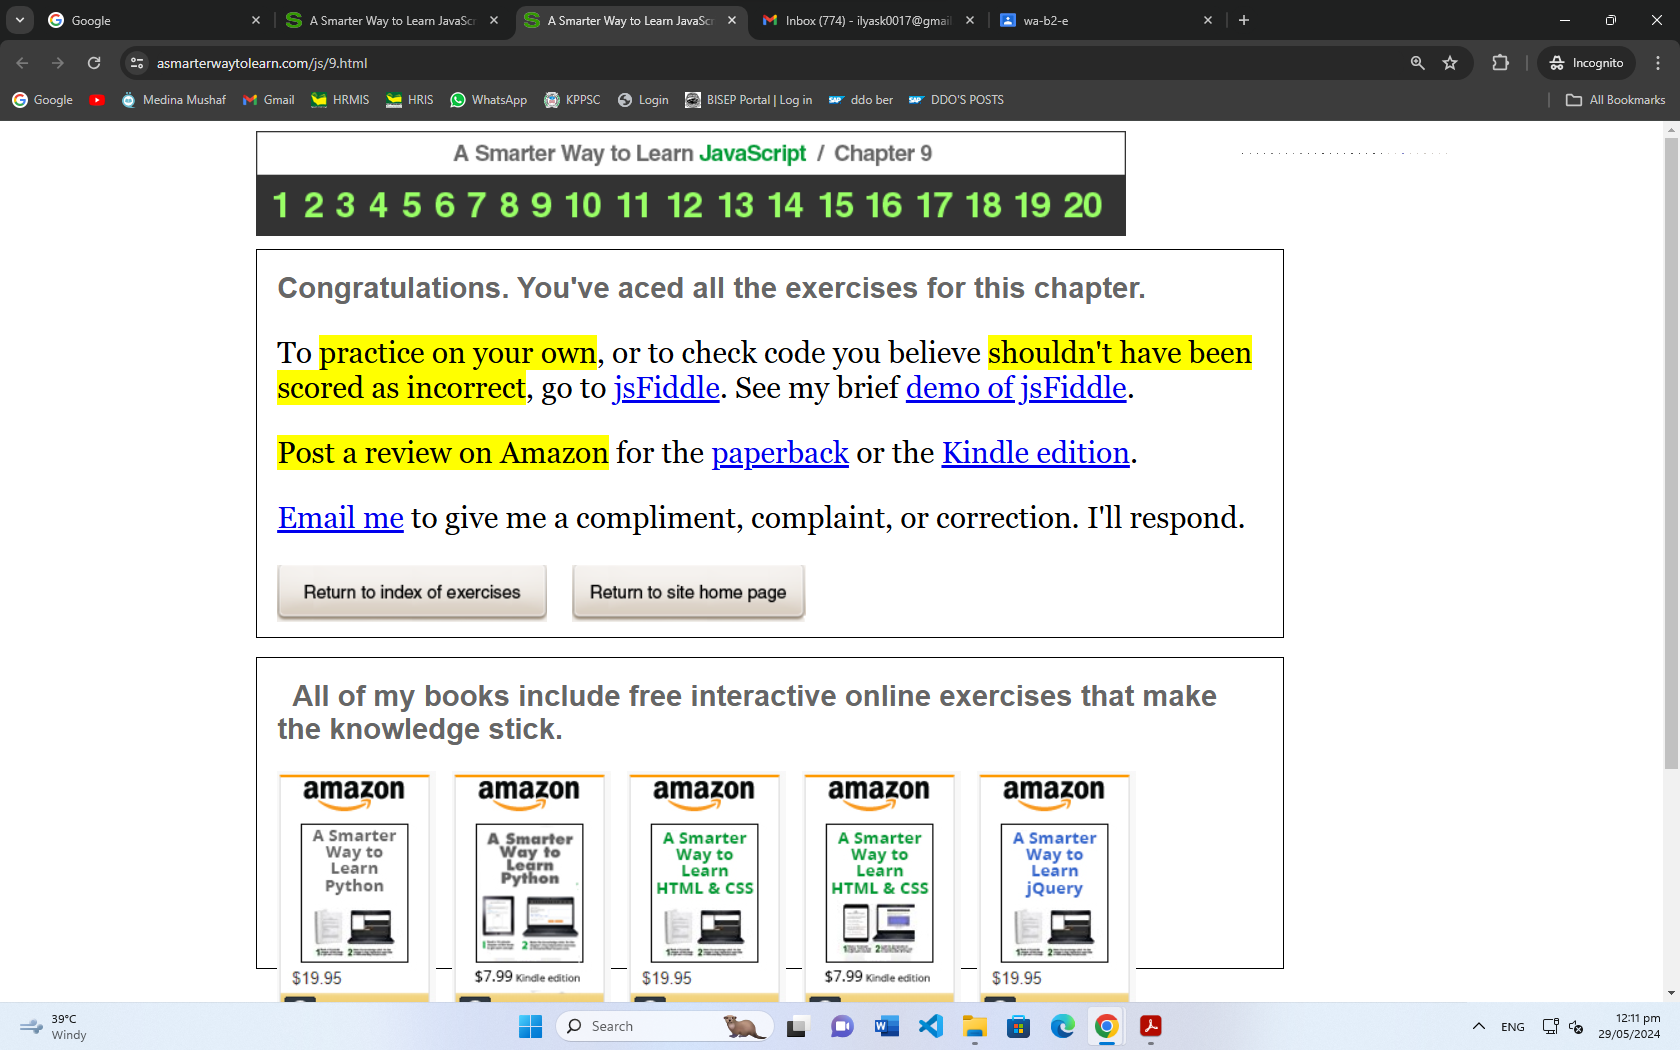 Google
A Smarter Way to Learn JavaScr
A Smarter Way to Learn JavaScr
Inbox (774) - ilyask0017@gmail
wa-b2-e
asmarterwaytolearn.com/js/9.html
Incognito
Google
Medina Mushaf
Gmail
HRMIS
HRIS
WhatsApp
KPPSC
Login
BISEP Portal | Log in
ddo ber
DDO'S POSTS
All Bookmarks
A Smarter Way to Learn JavaScript / Chapter 9
1 2 3 4 5 6 7 8 9 10 11 12 13 14 15 16 17 18 19 20
Congratulations. You've aced all the exercises for this chapter.
To practice on your own, or to check code you believe shouldn't have been
scored as incorrect, go to jsFiddle. See my brief demo of jsFiddle.
Post a review on Amazon for the paperback or the Kindle edition.
Email me to give me a compliment, complaint, or correction. I'll respond.
Return to index of exercises
Return to site home page
All of my books include free interactive online exercises that make
the knowledge stick.
amazon
A Smarter
Way to
Learn
Python
$19.95
amazon
A Smarter
Way to
Learn
Python
$7.99 Kindle edition
amazon
A Smarter
Way to
Learn
HTML & CSS
$19.95
amazon
A Smarter
Way to
Learn
HTML & CSS
$7.99 Kindle edition
amazon
A Smarter
Way to
Learn
jQuery
$19.95
39°C
Windy
Search
ENG
12:11 pm
29/05/2024